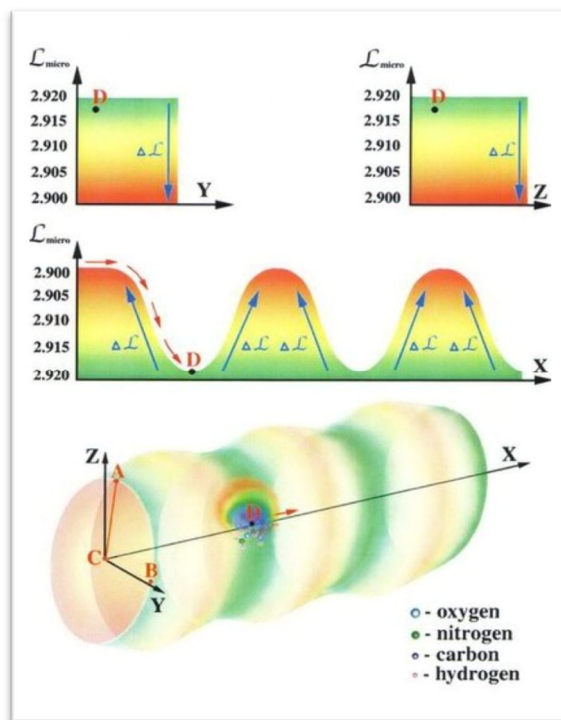 ℒmicro ℒmicro
2.920 D 2.920 D
2.915 2.915
2.910 Δℒ 2.910 Δℒ
2.905 2.905
2.900 Y 2.900 Z
ℒmicro
2.900
2.905
2.910
2.915 Δℒ D Δℒ Δℒ Δℒ Δℒ
2.920 X
Z A X
D
C B
Y
- oxygen
- nitrogen
- carbon
- hydrogen